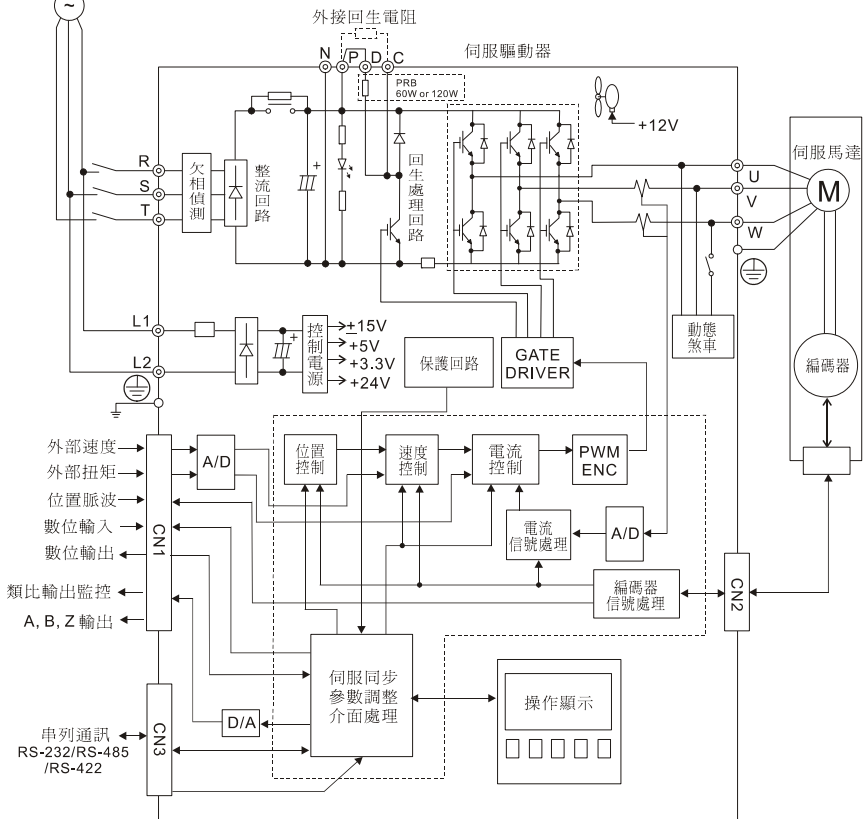 ~
外接回生電阻
N
P
D
C
伺服驅動器
PRB
60W or 120W
+12V
伺服馬達
R
S
T
欠相偵測
整流回路
+
回生處理回路
U
V
W
M
L1
L2
+
控制電源
±15V
+5V
+3.3V
+24V
保護回路
GATE
DRIVER
動態
煞車
編碼器
外部速度
外部扭矩
位置脈波
數位輸入
數位輸出
類比輸出監控
A, B, Z 輸出
CN1
A/D
位置
控制
速度
控制
電流
控制
PWM
ENC
電流
信號處理
A/D
編碼器
信號處理
CN2
伺服同步
參數調整
介面處理
D/A
操作顯示
串列通訊
RS-232/RS-485
/RS-422
CN3